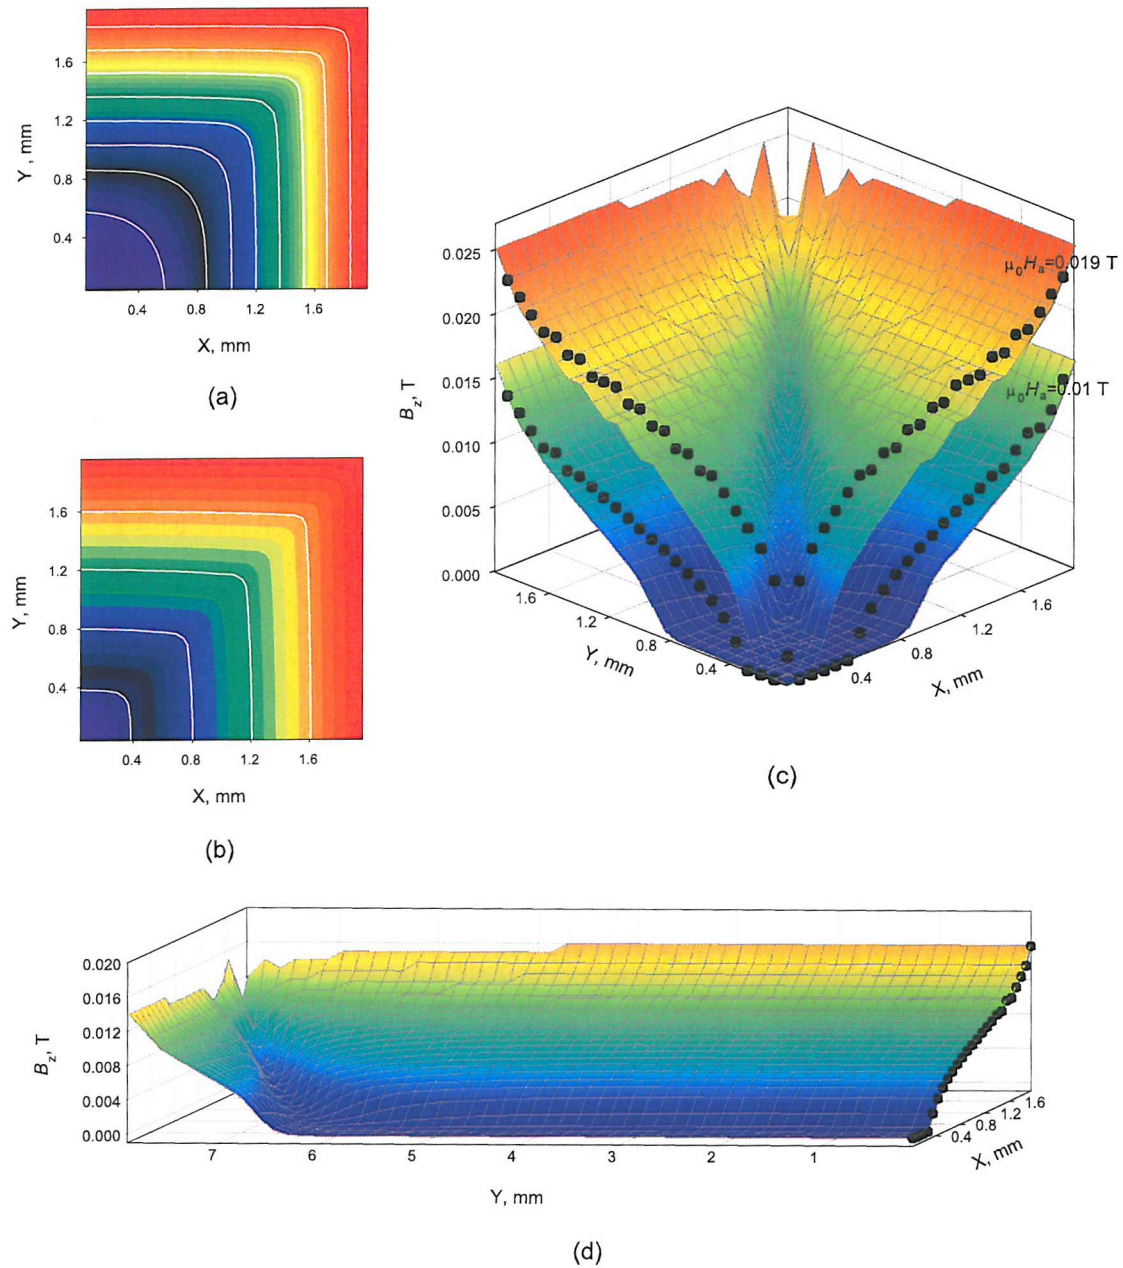 1.6
1.2
0.8
0.4
Y, mm
0.4 0.8 1.2 1.6
X, mm
(a)
1.6
1.2
0.8
0.4
Y, mm
0.4 0.8 1.2 1.6
X, mm
(b)
0.025
0.020
0.015
0.010
0.005
0.000
B_z, T
μ₀Hₐ=0.019 T
μ₀Hₐ=0.01 T
1.6
1.2
0.8
0.4
Y, mm
0.4
0.8
1.2
1.6
X, mm
(c)
0.020
0.016
0.012
0.008
0.004
0.000
B_z, T
7 6 5 4 3 2 1
Y, mm
0.4 0.8 1.2 1.6
X, mm
(d)